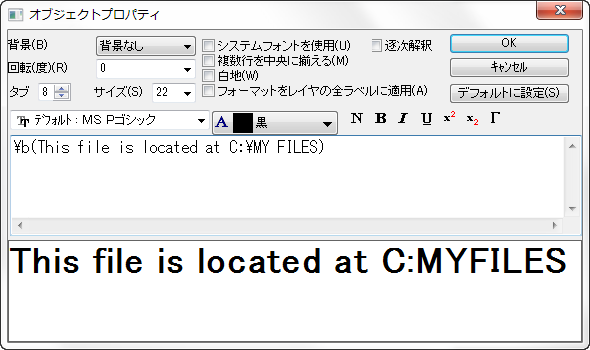 オブジェクトプロパティ
背景(B) 背景なし システムフォントを使用(U) 逐次解釈 OK
回転(度)(R) 0 複数行を中央に揃える(M) キャンセル
白地(W)
タブ 8 サイズ(S) 22 フォーマットをレイヤの全ラベルに適用(A) デフォルトに設定(S)
デフォルト：ＭＳ Ｐゴシック A 黒 N B I U x² x₂ Γ
¥b(This file is located at C:¥MY FILES)
This file is located at C:MYFILES